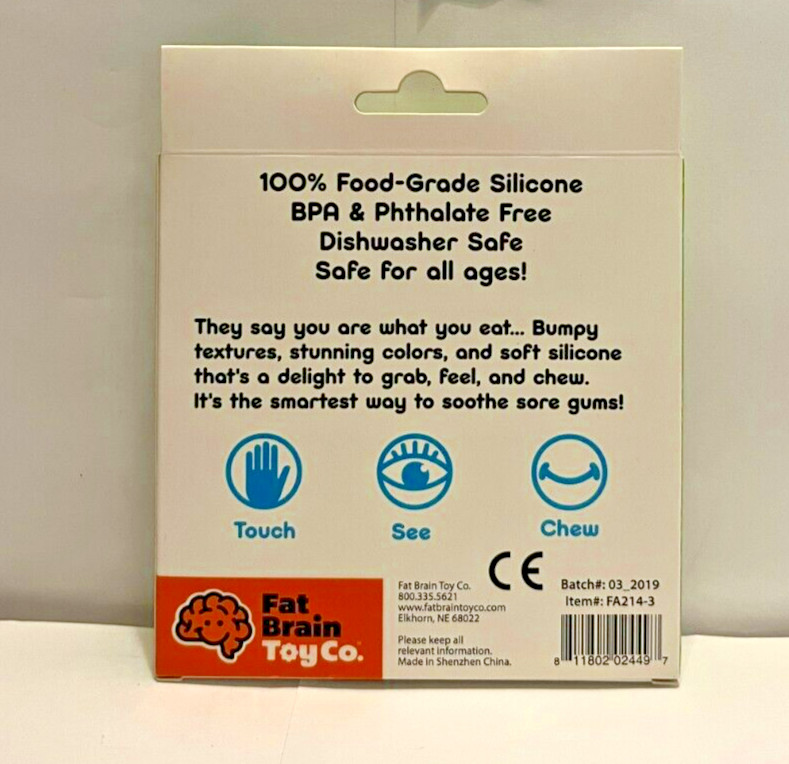 100% Food-Grade Silicone
BPA & Phthalate Free
Dishwasher Safe
Safe for all ages!
They say you are what you eat... Bumpy
textures, stunning colors, and soft silicone
that's a delight to grab, feel, and chew.
It's the smartest way to soothe sore gums!
Touch
See
Chew
Fat
Brain
Toy Co.
Fat Brain Toy Co.
800.335.5621
www.fatbraintoyco.com
Elkhorn, NE 68022
Please keep all
relevant information.
Made in Shenzhen China.
CE
Batch#: 03_2019
Item#: FA214-3
8 11802 02449 7